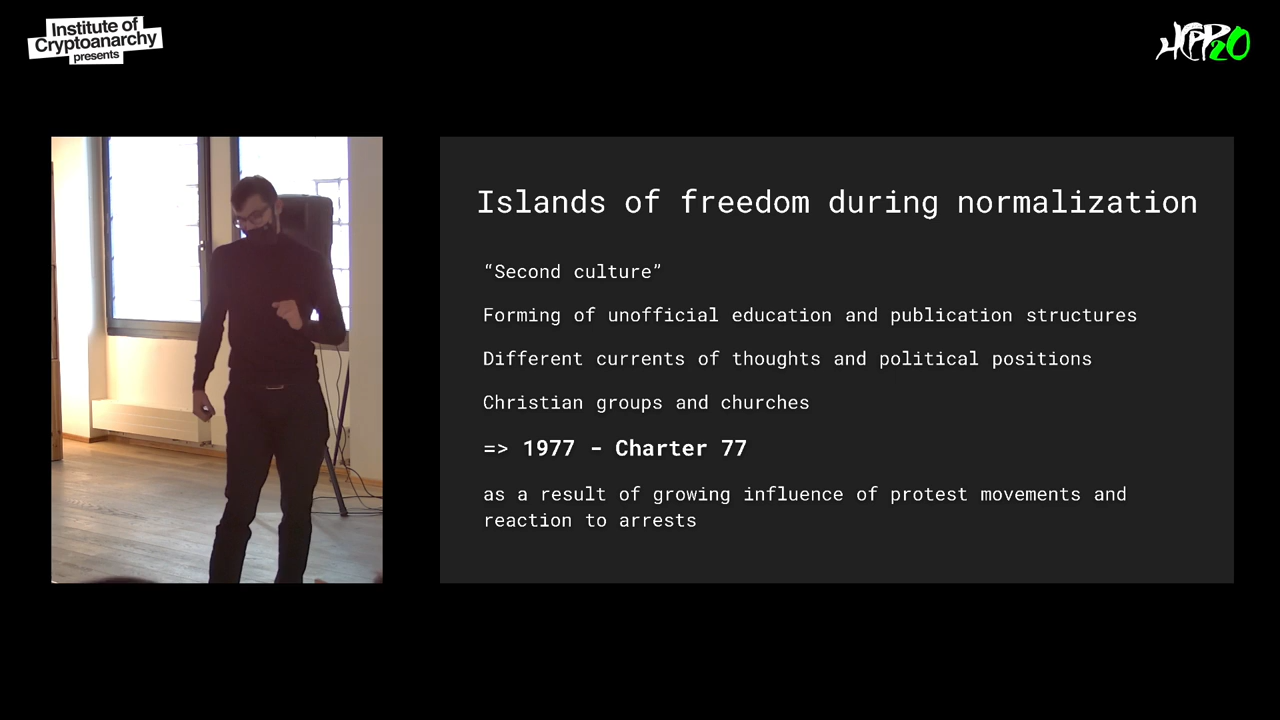 Institute of
Cryptoanarchy
presents
HCPP20
Islands of freedom during normalization
“Second culture”
Forming of unofficial education and publication structures
Different currents of thoughts and political positions
Christian groups and churches
=> 1977 – Charter 77
as a result of growing influence of protest movements and
reaction to arrests